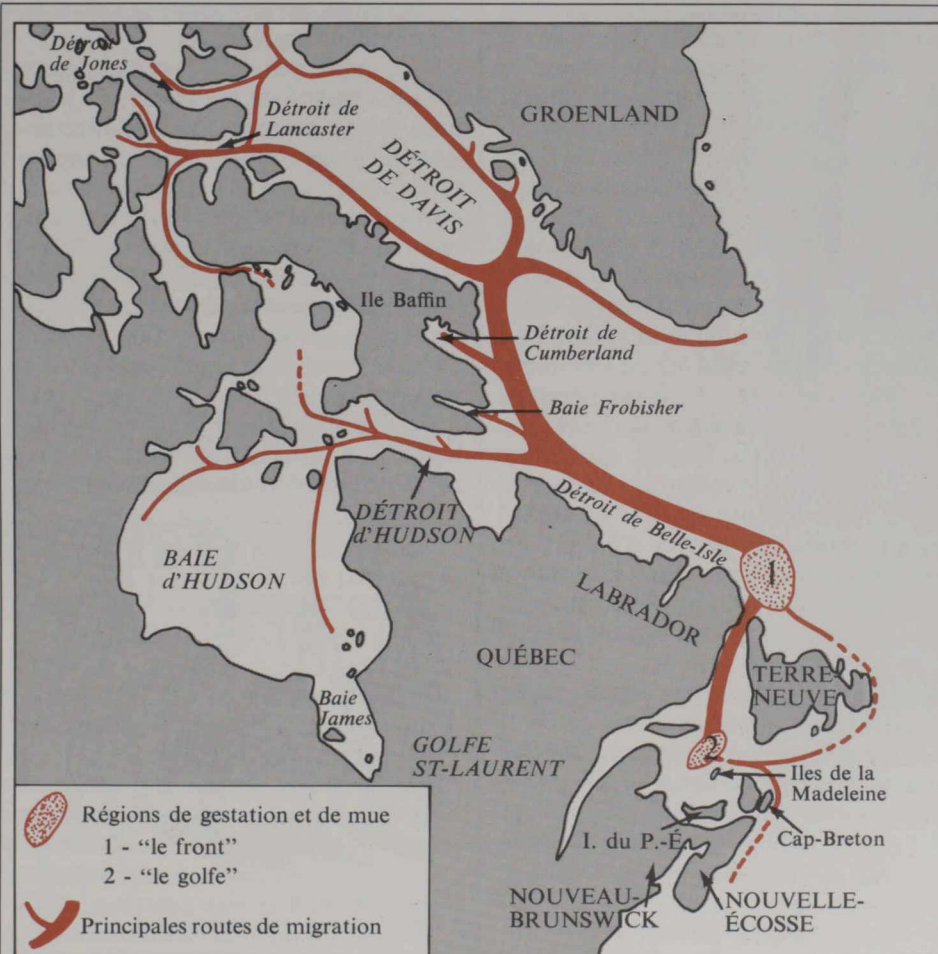 Détroit
de Jones
Détroit de
Lancaster
GROENLAND
DÉTROIT
DE DAVIS
Ile Baffin
Détroit de
Cumberland
Baie Frobisher
DÉTROIT
d'HUDSON
Détroit de Belle-Isle
BAIE
d'HUDSON
1
LABRADOR
QUÉBEC
TERRE-
NEUVE
Baie
James
2
GOLFE
ST-LAURENT
Iles de la
Madeleine
I. du P.-É.
Cap-Breton
NOUVEAU-
BRUNSWICK
NOUVELLE-
ÉCOSSE
Régions de gestation et de mue
1 - "le front"
2 - "le golfe"
Principales routes de migration